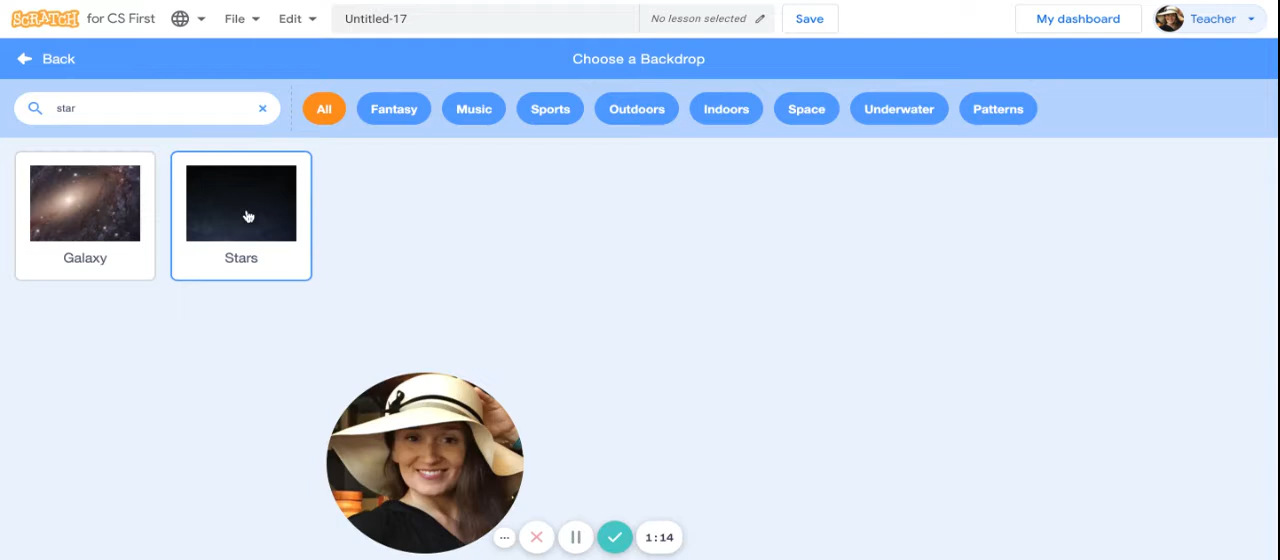 SCRATCH for CS First File Edit Untitled-17 No lesson selected Save My dashboard Teacher
Back Choose a Backdrop
star All Fantasy Music Sports Outdoors Indoors Space Underwater Patterns
Galaxy Stars
1:14